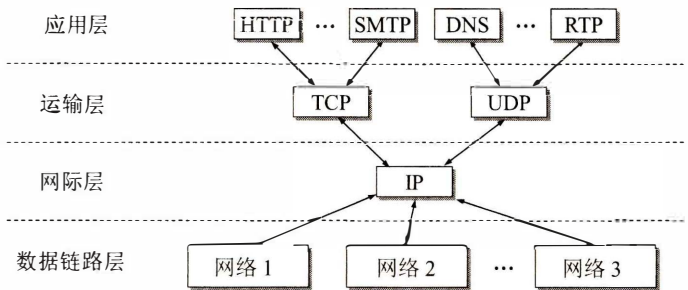 应用层 HTTP … SMTP DNS … RTP
运输层 TCP UDP
网际层 IP
数据链路层 网络 1 网络 2 … 网络 3